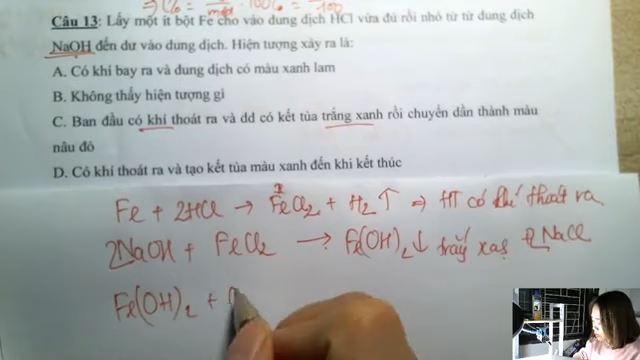 Câu 13: Lấy một ít bột Fe cho vào dung dịch HCl vừa đủ rồi nhỏ từ từ dung dịch
NaOH đến dư vào dung dịch. Hiện tượng xảy ra là:
A. Có khí bay ra và dung dịch có màu xanh lam
B. Không thấy hiện tượng gì
C. Ban đầu có khí thoát ra và dd có kết tủa trắng xanh rồi chuyển dần thành màu
nâu đỏ
D. Có khí thoát ra và tạo kết tủa màu xanh đến khi kết thúc
Fe + 2HCl → FeCl₂ + H₂ ↑ ⇒ HT có khí thoát ra
2NaOH + FeCl₂ → Fe(OH)₂ ↓ trắng + 2NaCl
Fe(OH)₂ +